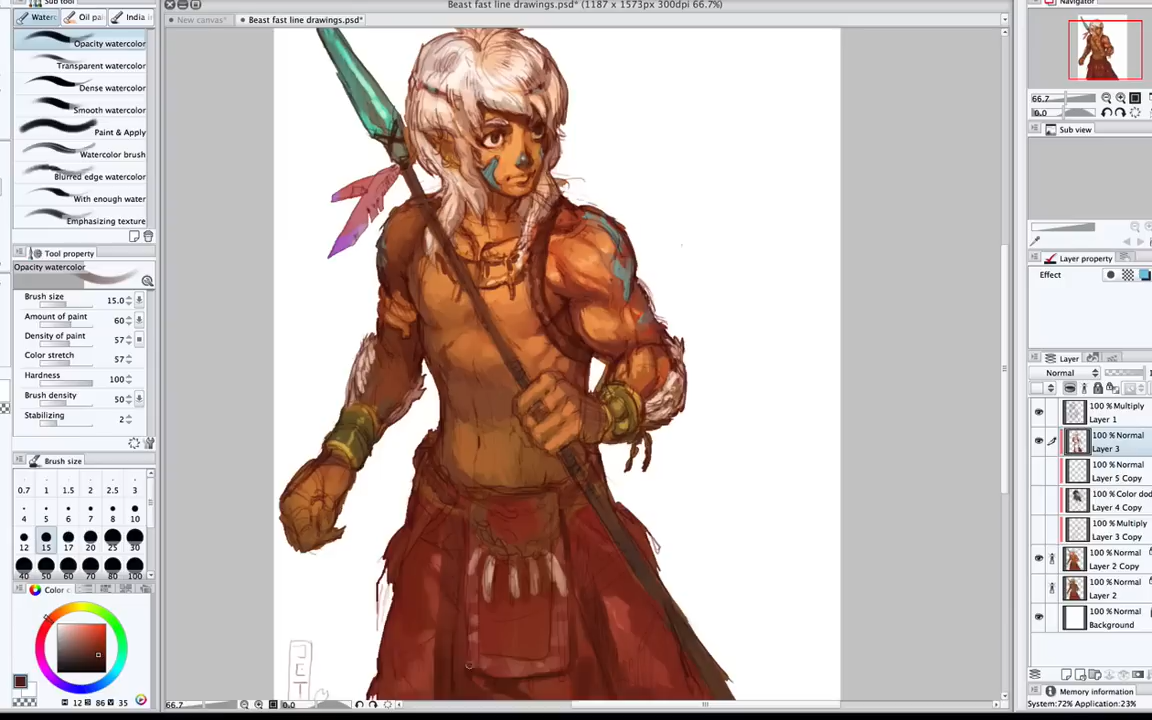 Sub tool
Beast fast line drawings.psd* (1187 x 1573px 300dpi 66.7%)
Navigator
Waterc
Oil pai
India i
New canvas*
Beast fast line drawings.psd*
Opacity watercolor
Transparent watercolor
Dense watercolor
Smooth watercolor
Paint & Apply
Watercolor brush
Blurred edge watercolor
With enough water
Emphasizing texture
Tool property
Opacity watercolor
Brush size 15.0
Amount of paint 60
Density of paint 57
Color stretch 57
Hardness 100
Brush density 50
Stabilizing 2
Brush size
0.7 1 1.5 2 2.5 3
4 5 6 7 8 10
12 15 17 20 25 30
40 50 60 70 80 100
Color
H 12 S 86 V 35
66.7 0.0
66.7
0.0
Sub view
Layer property
Effect
Layer
Normal
100 % Multiply
Layer 1
100 % Normal
Layer 3
100 % Normal
Layer 5 Copy
100 % Color dod
Layer 4 Copy
100 % Multiply
Layer 3 Copy
100 % Normal
Layer 2 Copy
100 % Normal
Layer 2
100 % Normal
Background
Memory information
System:72% Application:23%